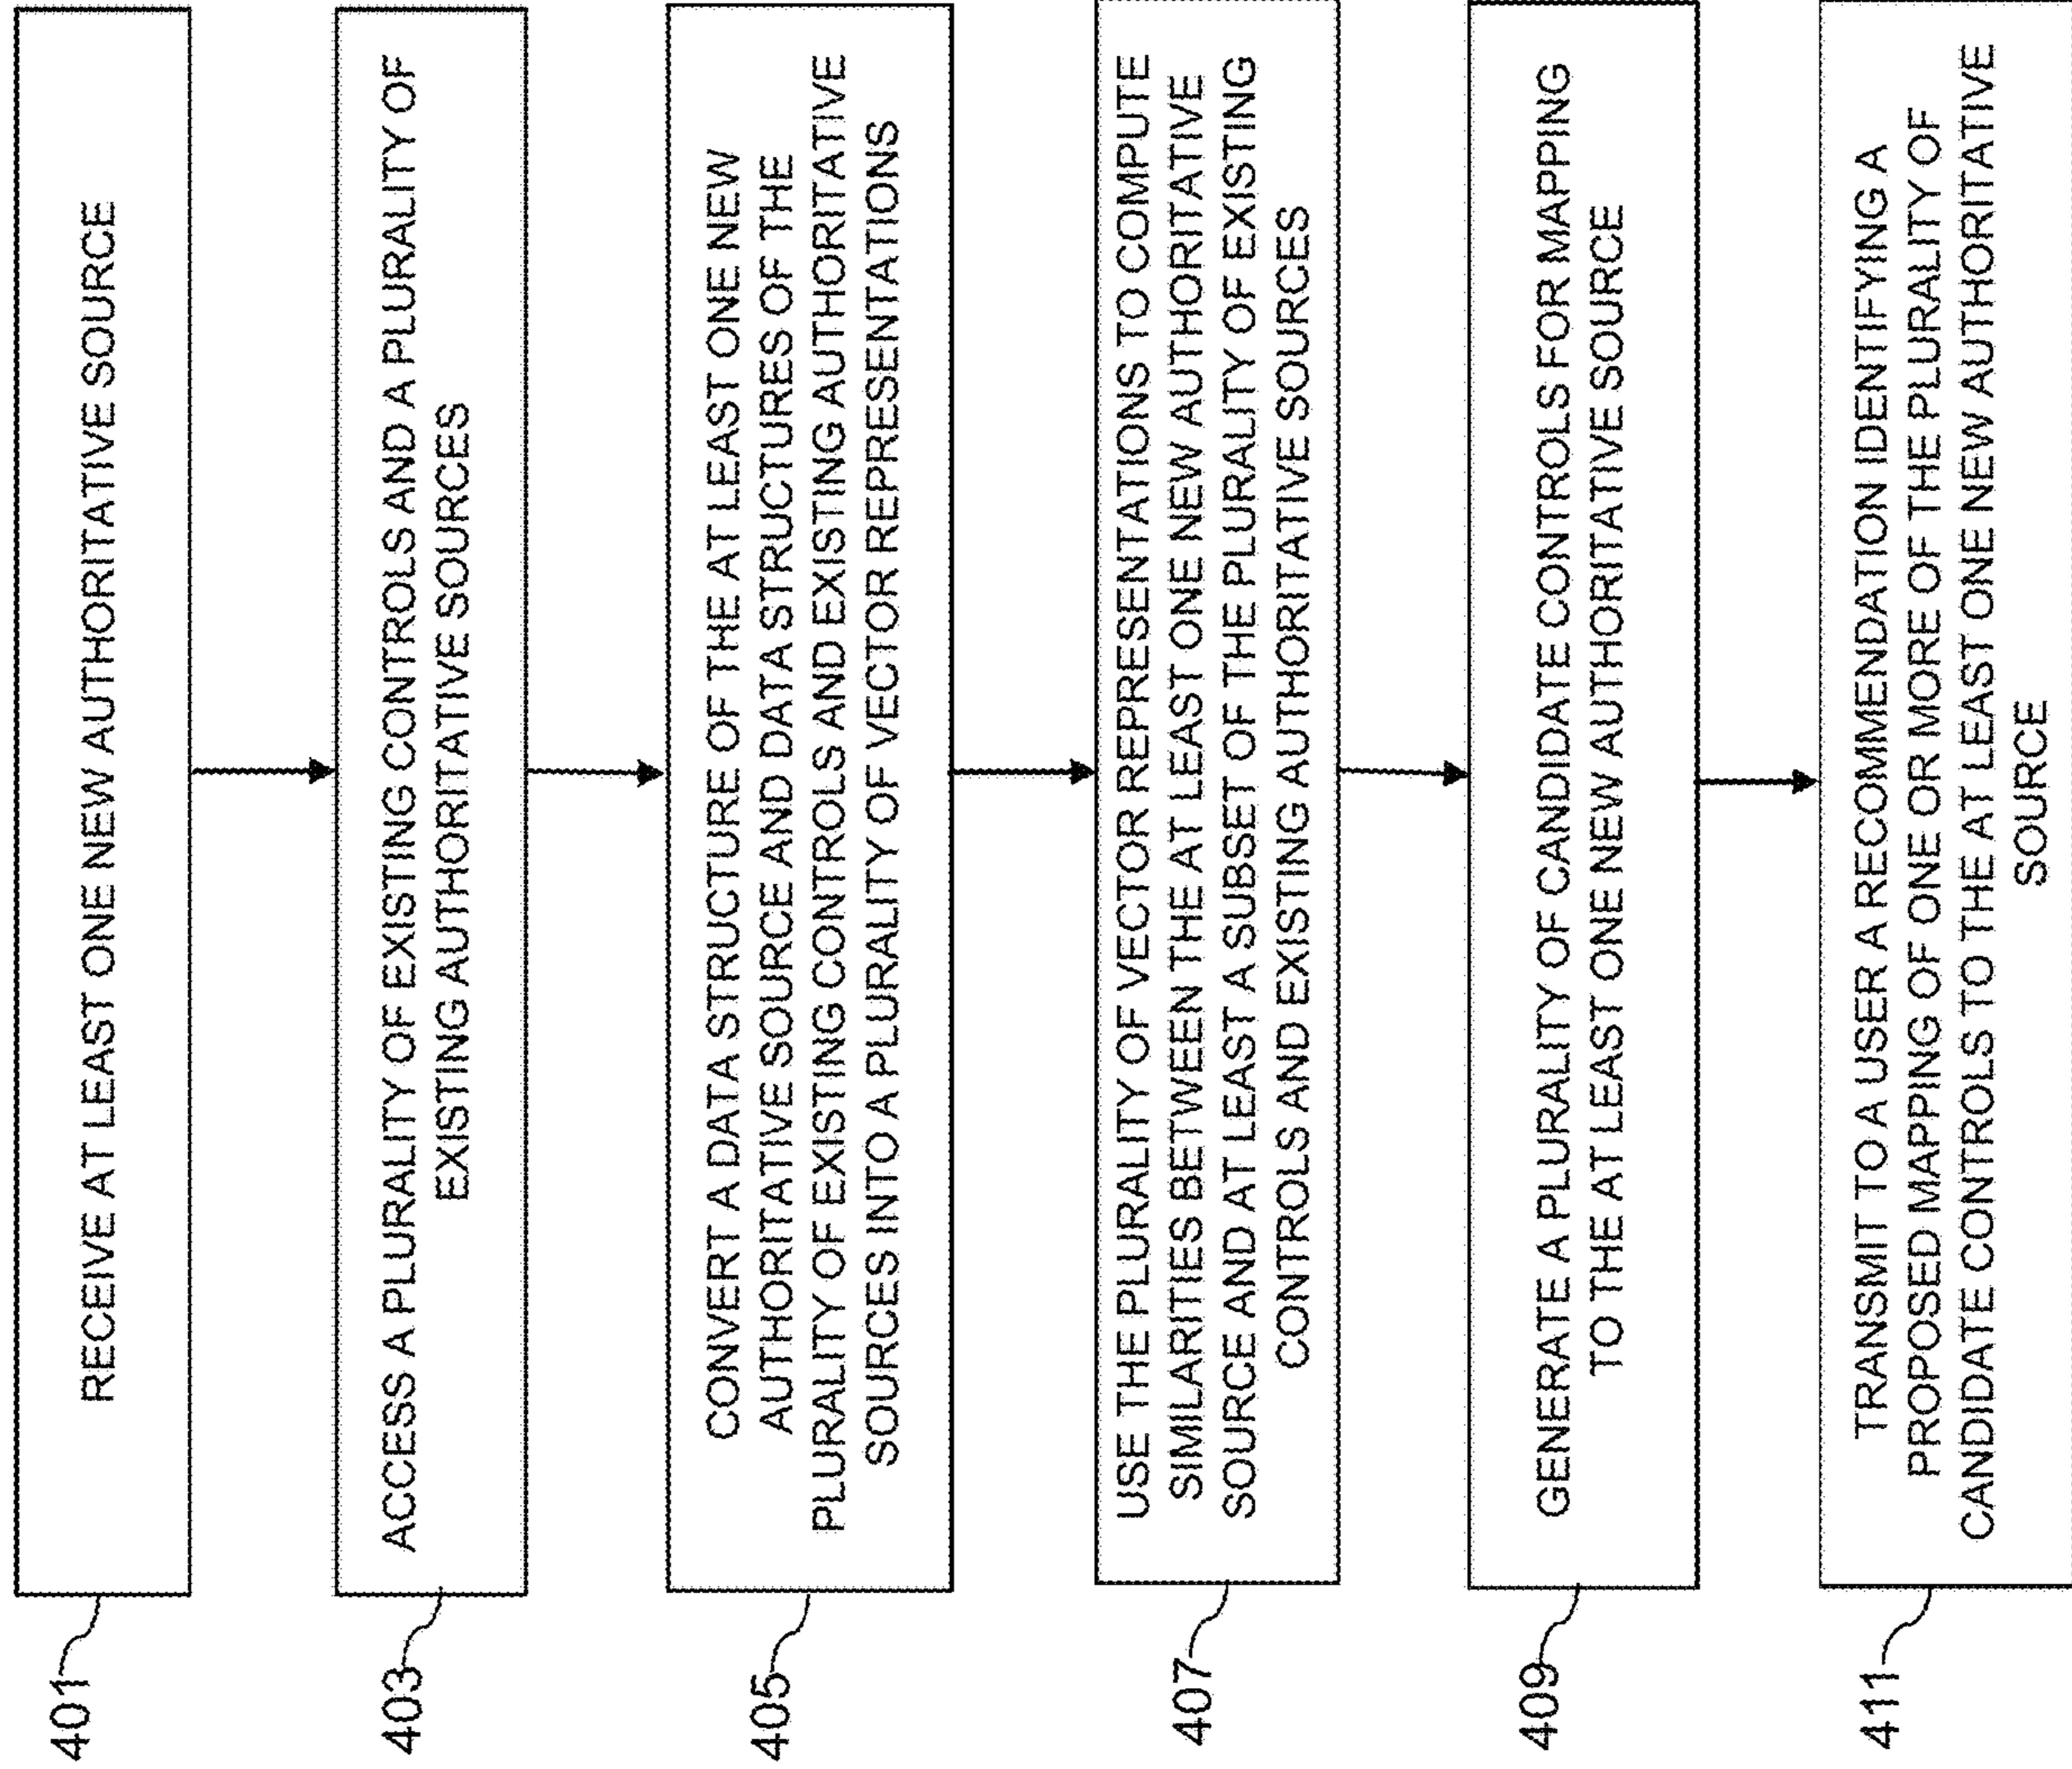 401
RECEIVE AT LEAST ONE NEW AUTHORITATIVE SOURCE
403
ACCESS A PLURALITY OF EXISTING CONTROLS AND A PLURALITY OF
EXISTING AUTHORITATIVE SOURCES
405
CONVERT A DATA STRUCTURE OF THE AT LEAST ONE NEW
AUTHORITATIVE SOURCE AND DATA STRUCTURES OF THE
PLURALITY OF EXISTING CONTROLS AND EXISTING AUTHORITATIVE
SOURCES INTO A PLURALITY OF VECTOR REPRESENTATIONS
407
USE THE PLURALITY OF VECTOR REPRESENTATIONS TO COMPUTE
SIMILARITIES BETWEEN THE AT LEAST ONE NEW AUTHORITATIVE
SOURCE AND AT LEAST A SUBSET OF THE PLURALITY OF EXISTING
CONTROLS AND EXISTING AUTHORITATIVE SOURCES
409
GENERATE A PLURALITY OF CANDIDATE CONTROLS FOR MAPPING
TO THE AT LEAST ONE NEW AUTHORITATIVE SOURCE
411
TRANSMIT TO A USER A RECOMMENDATION IDENTIFYING A
PROPOSED MAPPING OF ONE OR MORE OF THE PLURALITY OF
CANDIDATE CONTROLS TO THE AT LEAST ONE NEW AUTHORITATIVE
SOURCE